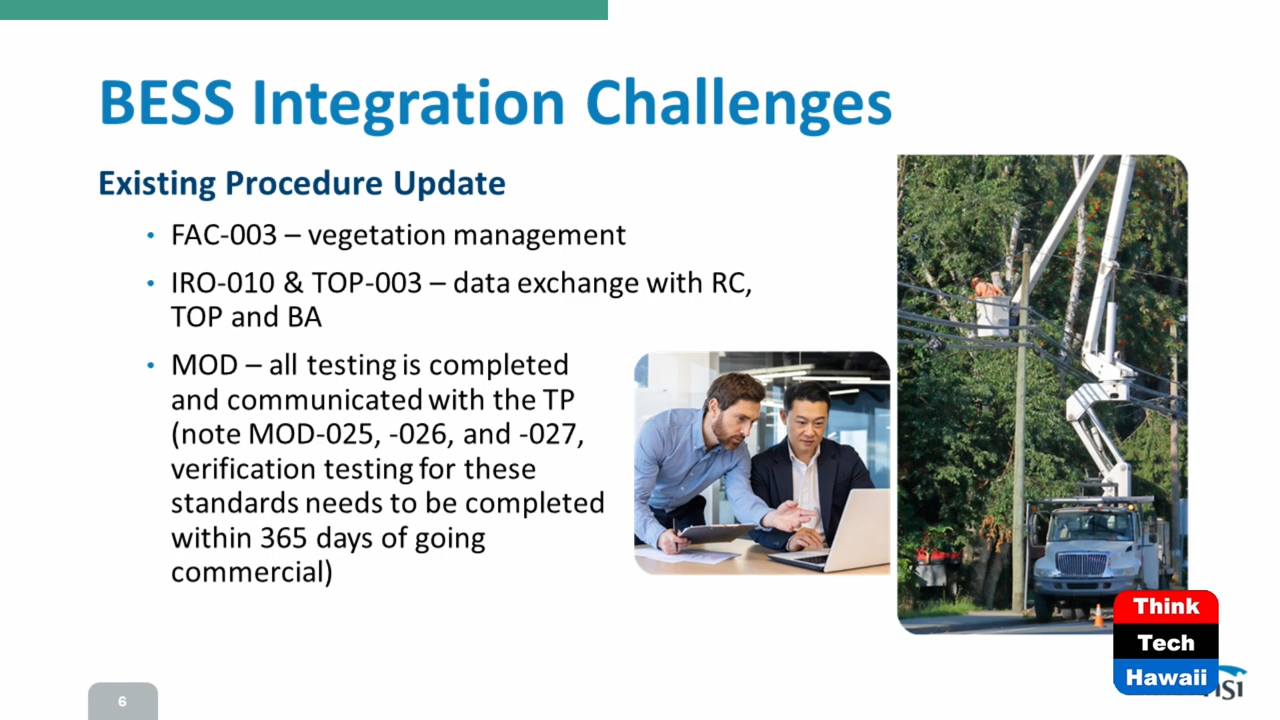 BESS Integration Challenges
Existing Procedure Update
• FAC-003 – vegetation management
• IRO-010 & TOP-003 – data exchange with RC,
TOP and BA
• MOD – all testing is completed
and communicated with the TP
(note MOD-025, -026, and -027,
verification testing for these
standards needs to be completed
within 365 days of going
commercial)
Think
Tech
Hawaii
6